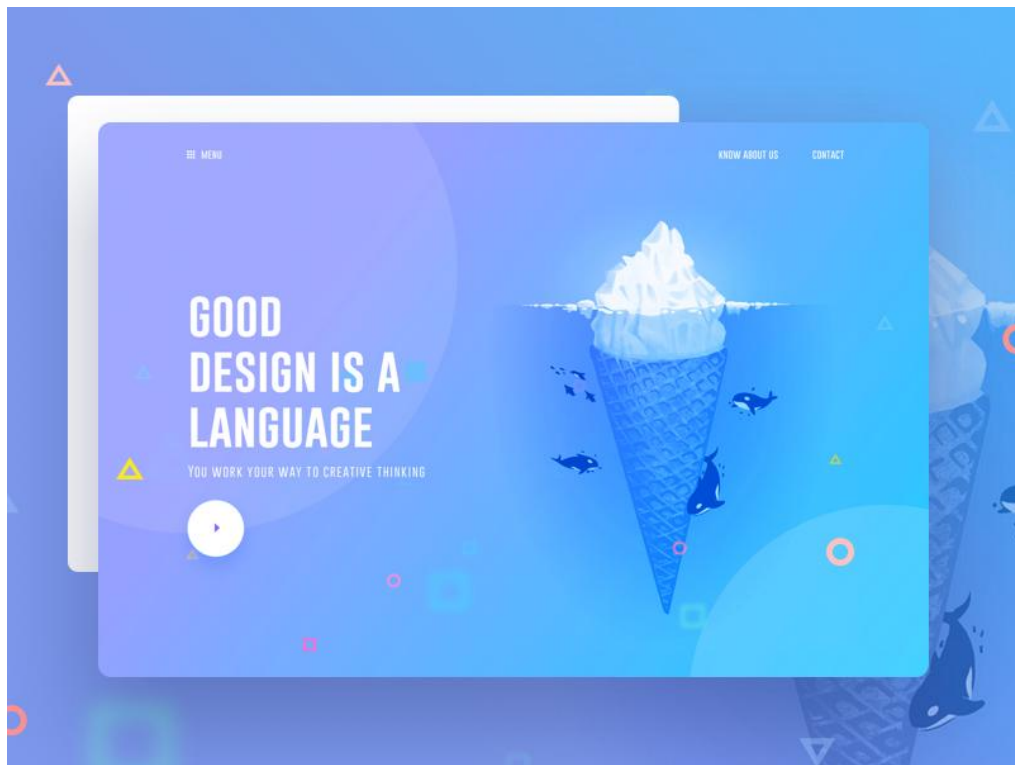 MENU
KNOW ABOUT US
CONTACT
GOOD
DESIGN IS A
LANGUAGE
YOU WORK YOUR WAY TO CREATIVE THINKING